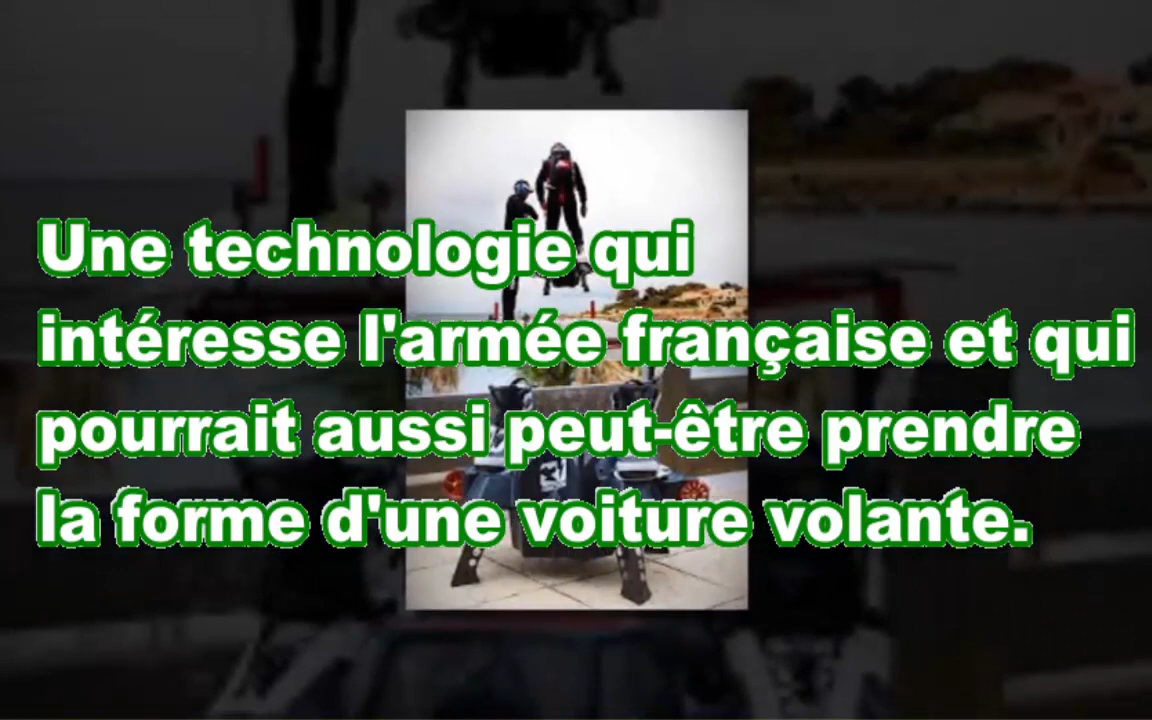 Une technologie qui
intéresse l'armée française et qui
pourrait aussi peut-être prendre
la forme d'une voiture volante.